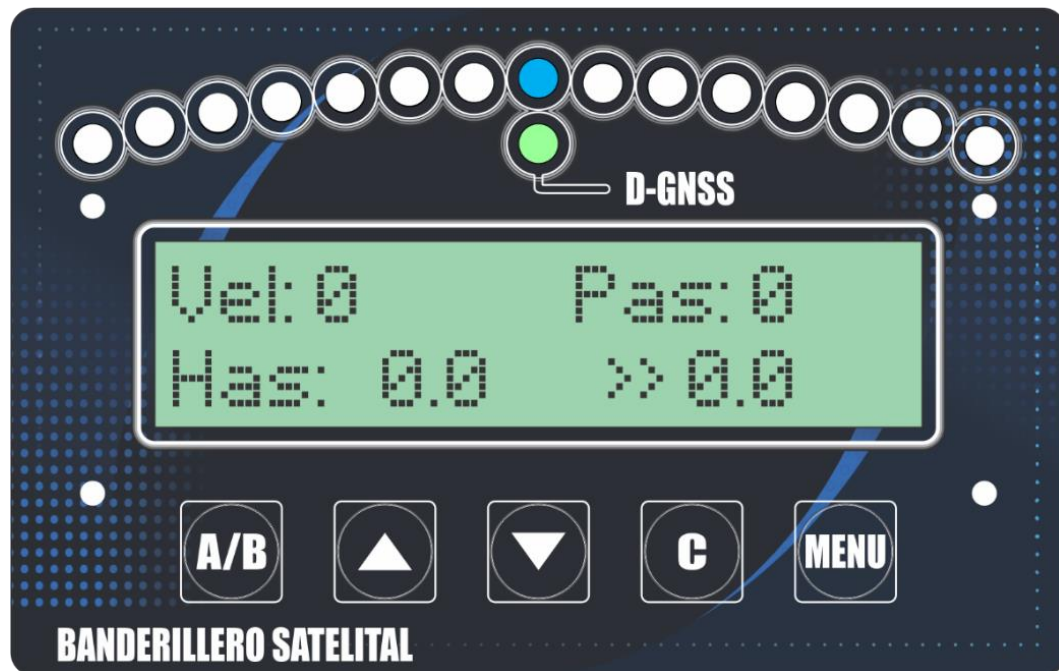 D-GNSS
Vel: 0 Pas: 0
Has: 0.0 >> 0.0
A/B C MENU
BANDERILLERO SATELITAL